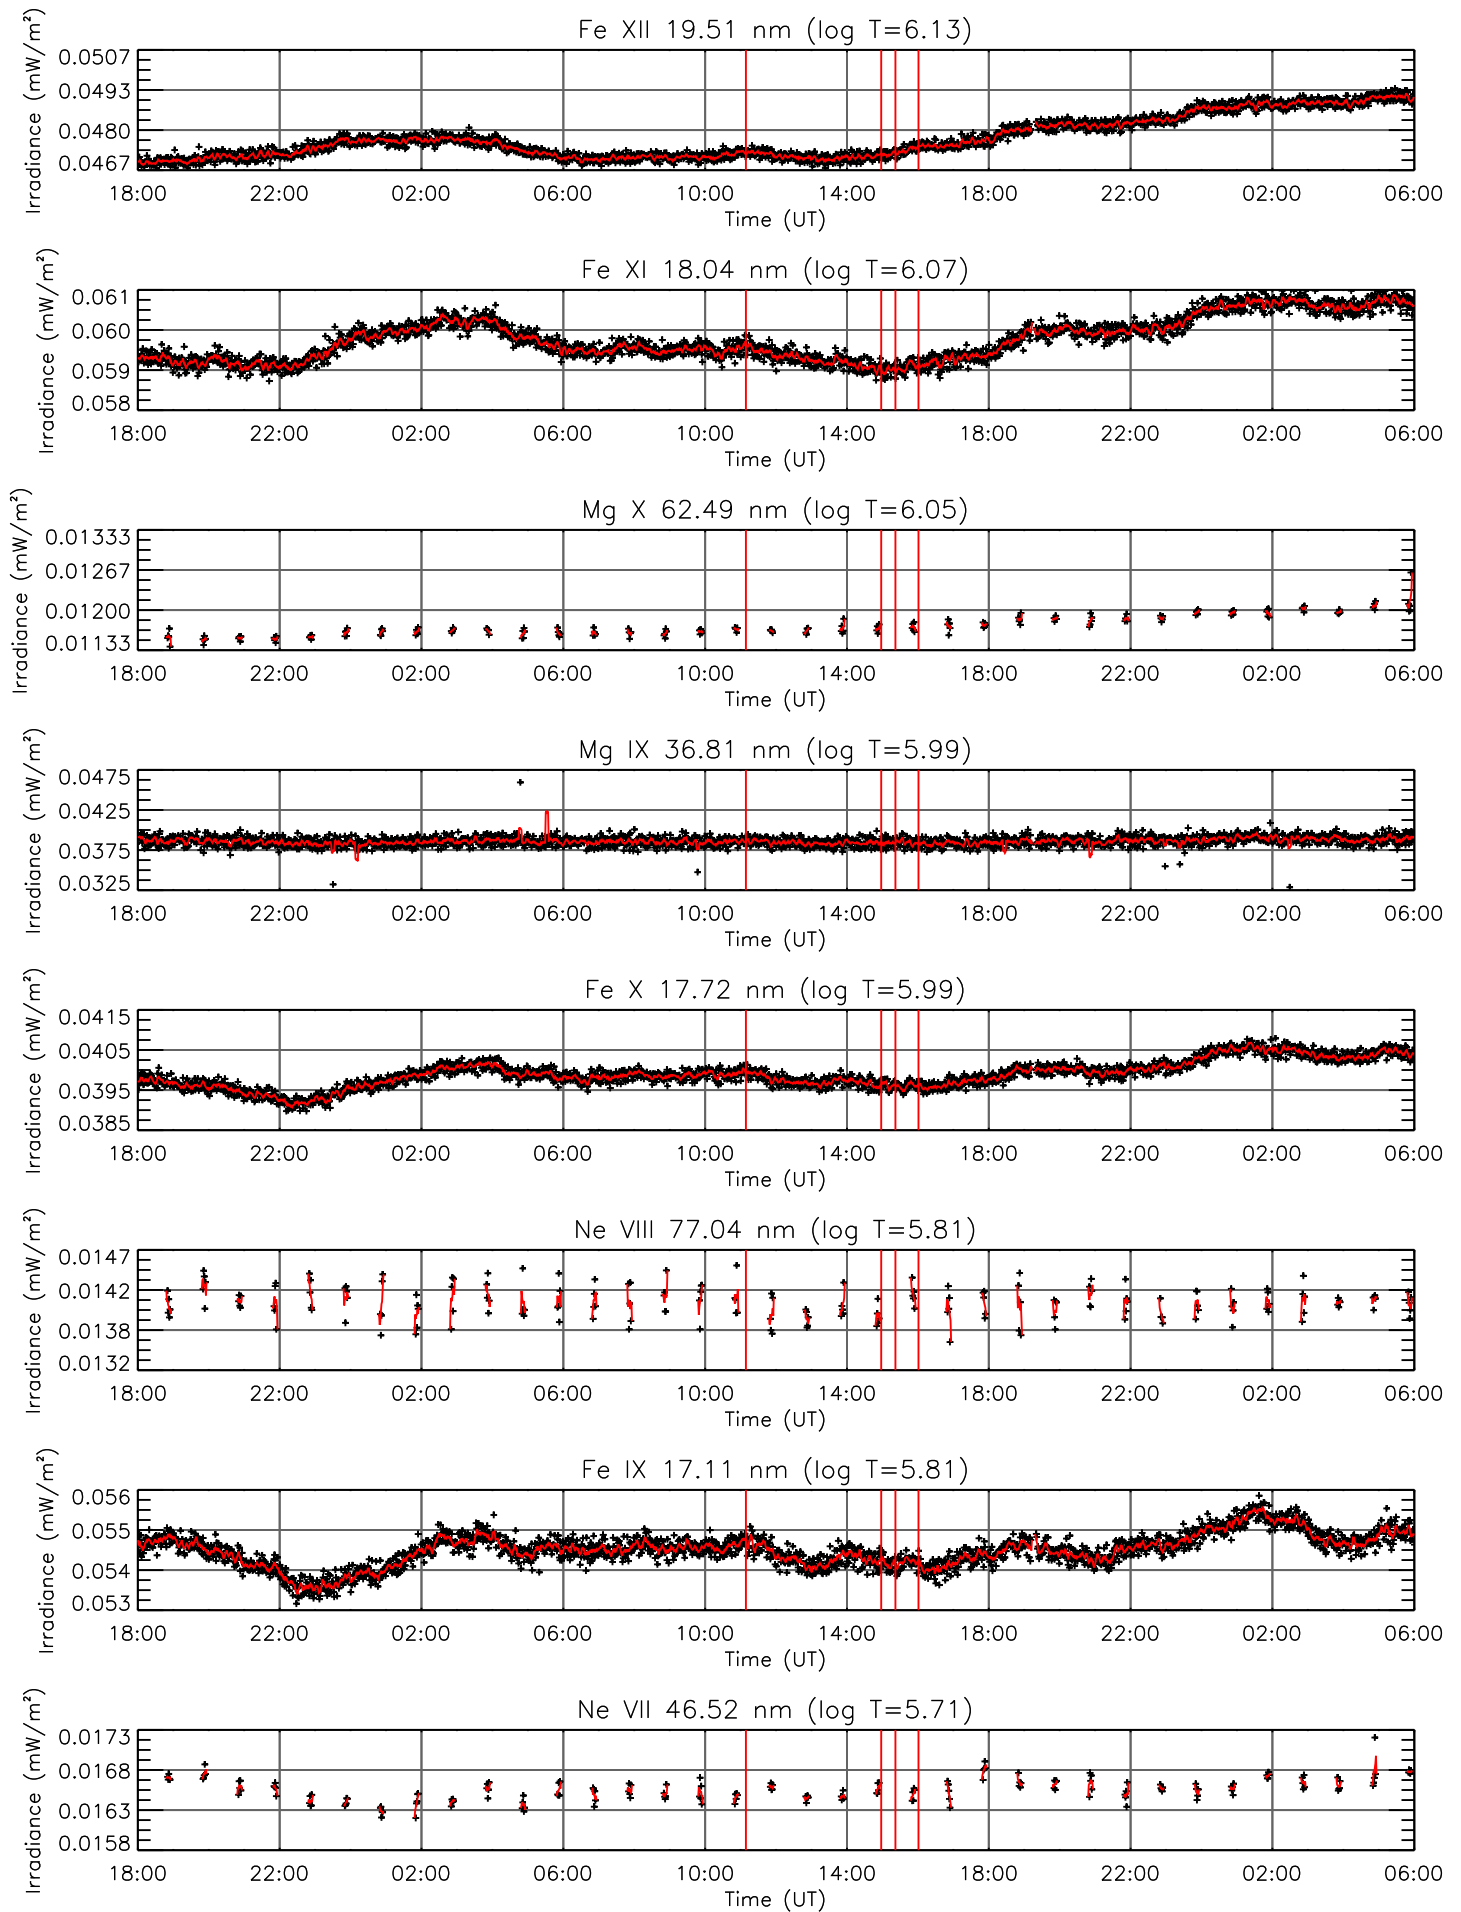 Fe XII 19.51 nm (log T=6.13)
Irradiance (mW/m²)
0.0507
0.0493
0.0480
0.0467
18:00 22:00 02:00 06:00 10:00 14:00 18:00 22:00 02:00 06:00
Time (UT)
Fe XI 18.04 nm (log T=6.07)
Irradiance (mW/m²)
0.061
0.060
0.059
0.058
18:00 22:00 02:00 06:00 10:00 14:00 18:00 22:00 02:00 06:00
Time (UT)
Mg X 62.49 nm (log T=6.05)
Irradiance (mW/m²)
0.01333
0.01267
0.01200
0.01133
18:00 22:00 02:00 06:00 10:00 14:00 18:00 22:00 02:00 06:00
Time (UT)
Mg IX 36.81 nm (log T=5.99)
Irradiance (mW/m²)
0.0475
0.0425
0.0375
0.0325
18:00 22:00 02:00 06:00 10:00 14:00 18:00 22:00 02:00 06:00
Time (UT)
Fe X 17.72 nm (log T=5.99)
Irradiance (mW/m²)
0.0415
0.0405
0.0395
0.0385
18:00 22:00 02:00 06:00 10:00 14:00 18:00 22:00 02:00 06:00
Time (UT)
Ne VIII 77.04 nm (log T=5.81)
Irradiance (mW/m²)
0.0147
0.0142
0.0138
0.0132
18:00 22:00 02:00 06:00 10:00 14:00 18:00 22:00 02:00 06:00
Time (UT)
Fe IX 17.11 nm (log T=5.81)
Irradiance (mW/m²)
0.056
0.055
0.054
0.053
18:00 22:00 02:00 06:00 10:00 14:00 18:00 22:00 02:00 06:00
Time (UT)
Ne VII 46.52 nm (log T=5.71)
Irradiance (mW/m²)
0.0173
0.0168
0.0163
0.0158
18:00 22:00 02:00 06:00 10:00 14:00 18:00 22:00 02:00 06:00
Time (UT)